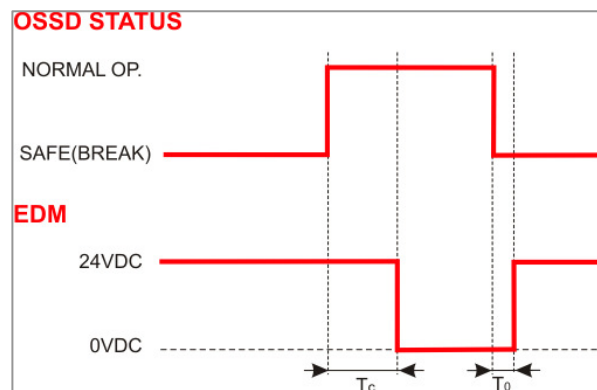 OSSD STATUS
NORMAL OP.
SAFE(BREAK)
EDM
24VDC
0VDC
Tc T0